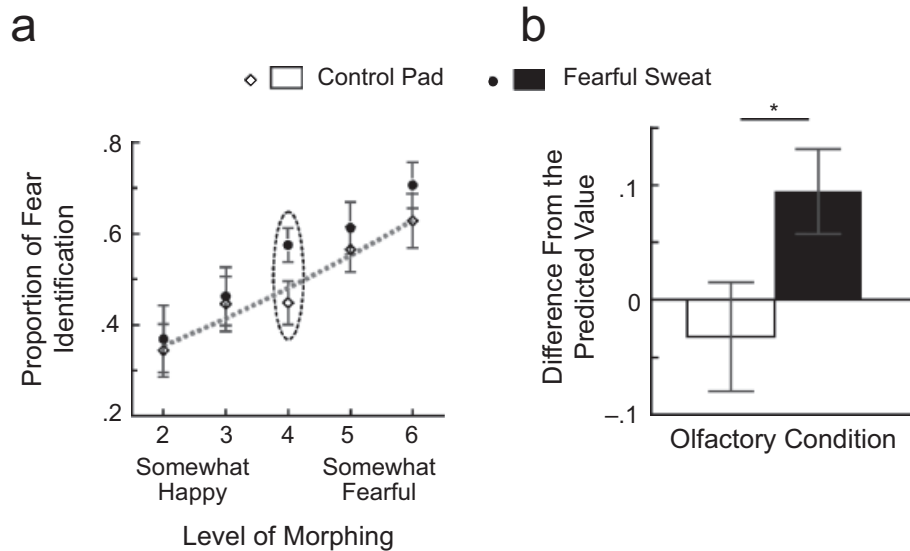 a
b
Control Pad
Fearful Sweat
Proportion of Fear
Identification
.8
.6
.4
.2
2 3 4 5 6
Somewhat
Happy
Somewhat
Fearful
Level of Morphing
*
Difference From the
Predicted Value
.1
0
–.1
Olfactory Condition